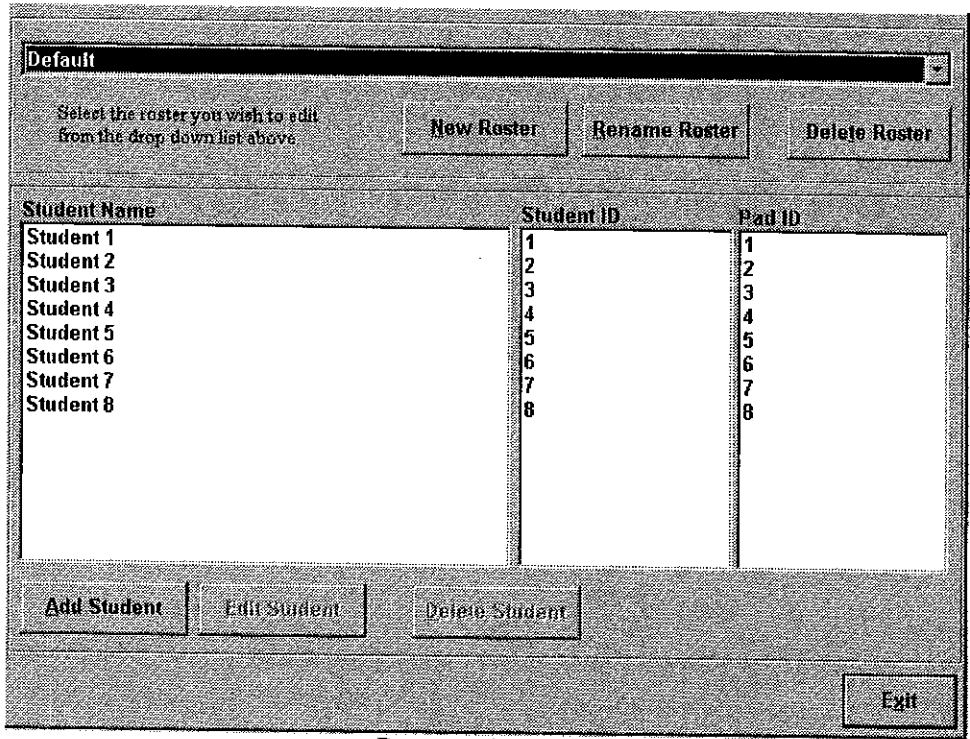 Default
Select the roster you wish to edit
from the drop down list above
New Roster
Rename Roster
Delete Roster
Student Name Student ID Pad ID
Student 1 1 1
Student 2 2 2
Student 3 3 3
Student 4 4 4
Student 5 5 5
Student 6 6 6
Student 7 7 7
Student 8 8 8
Add Student
Edit Student
Delete Student
Exit